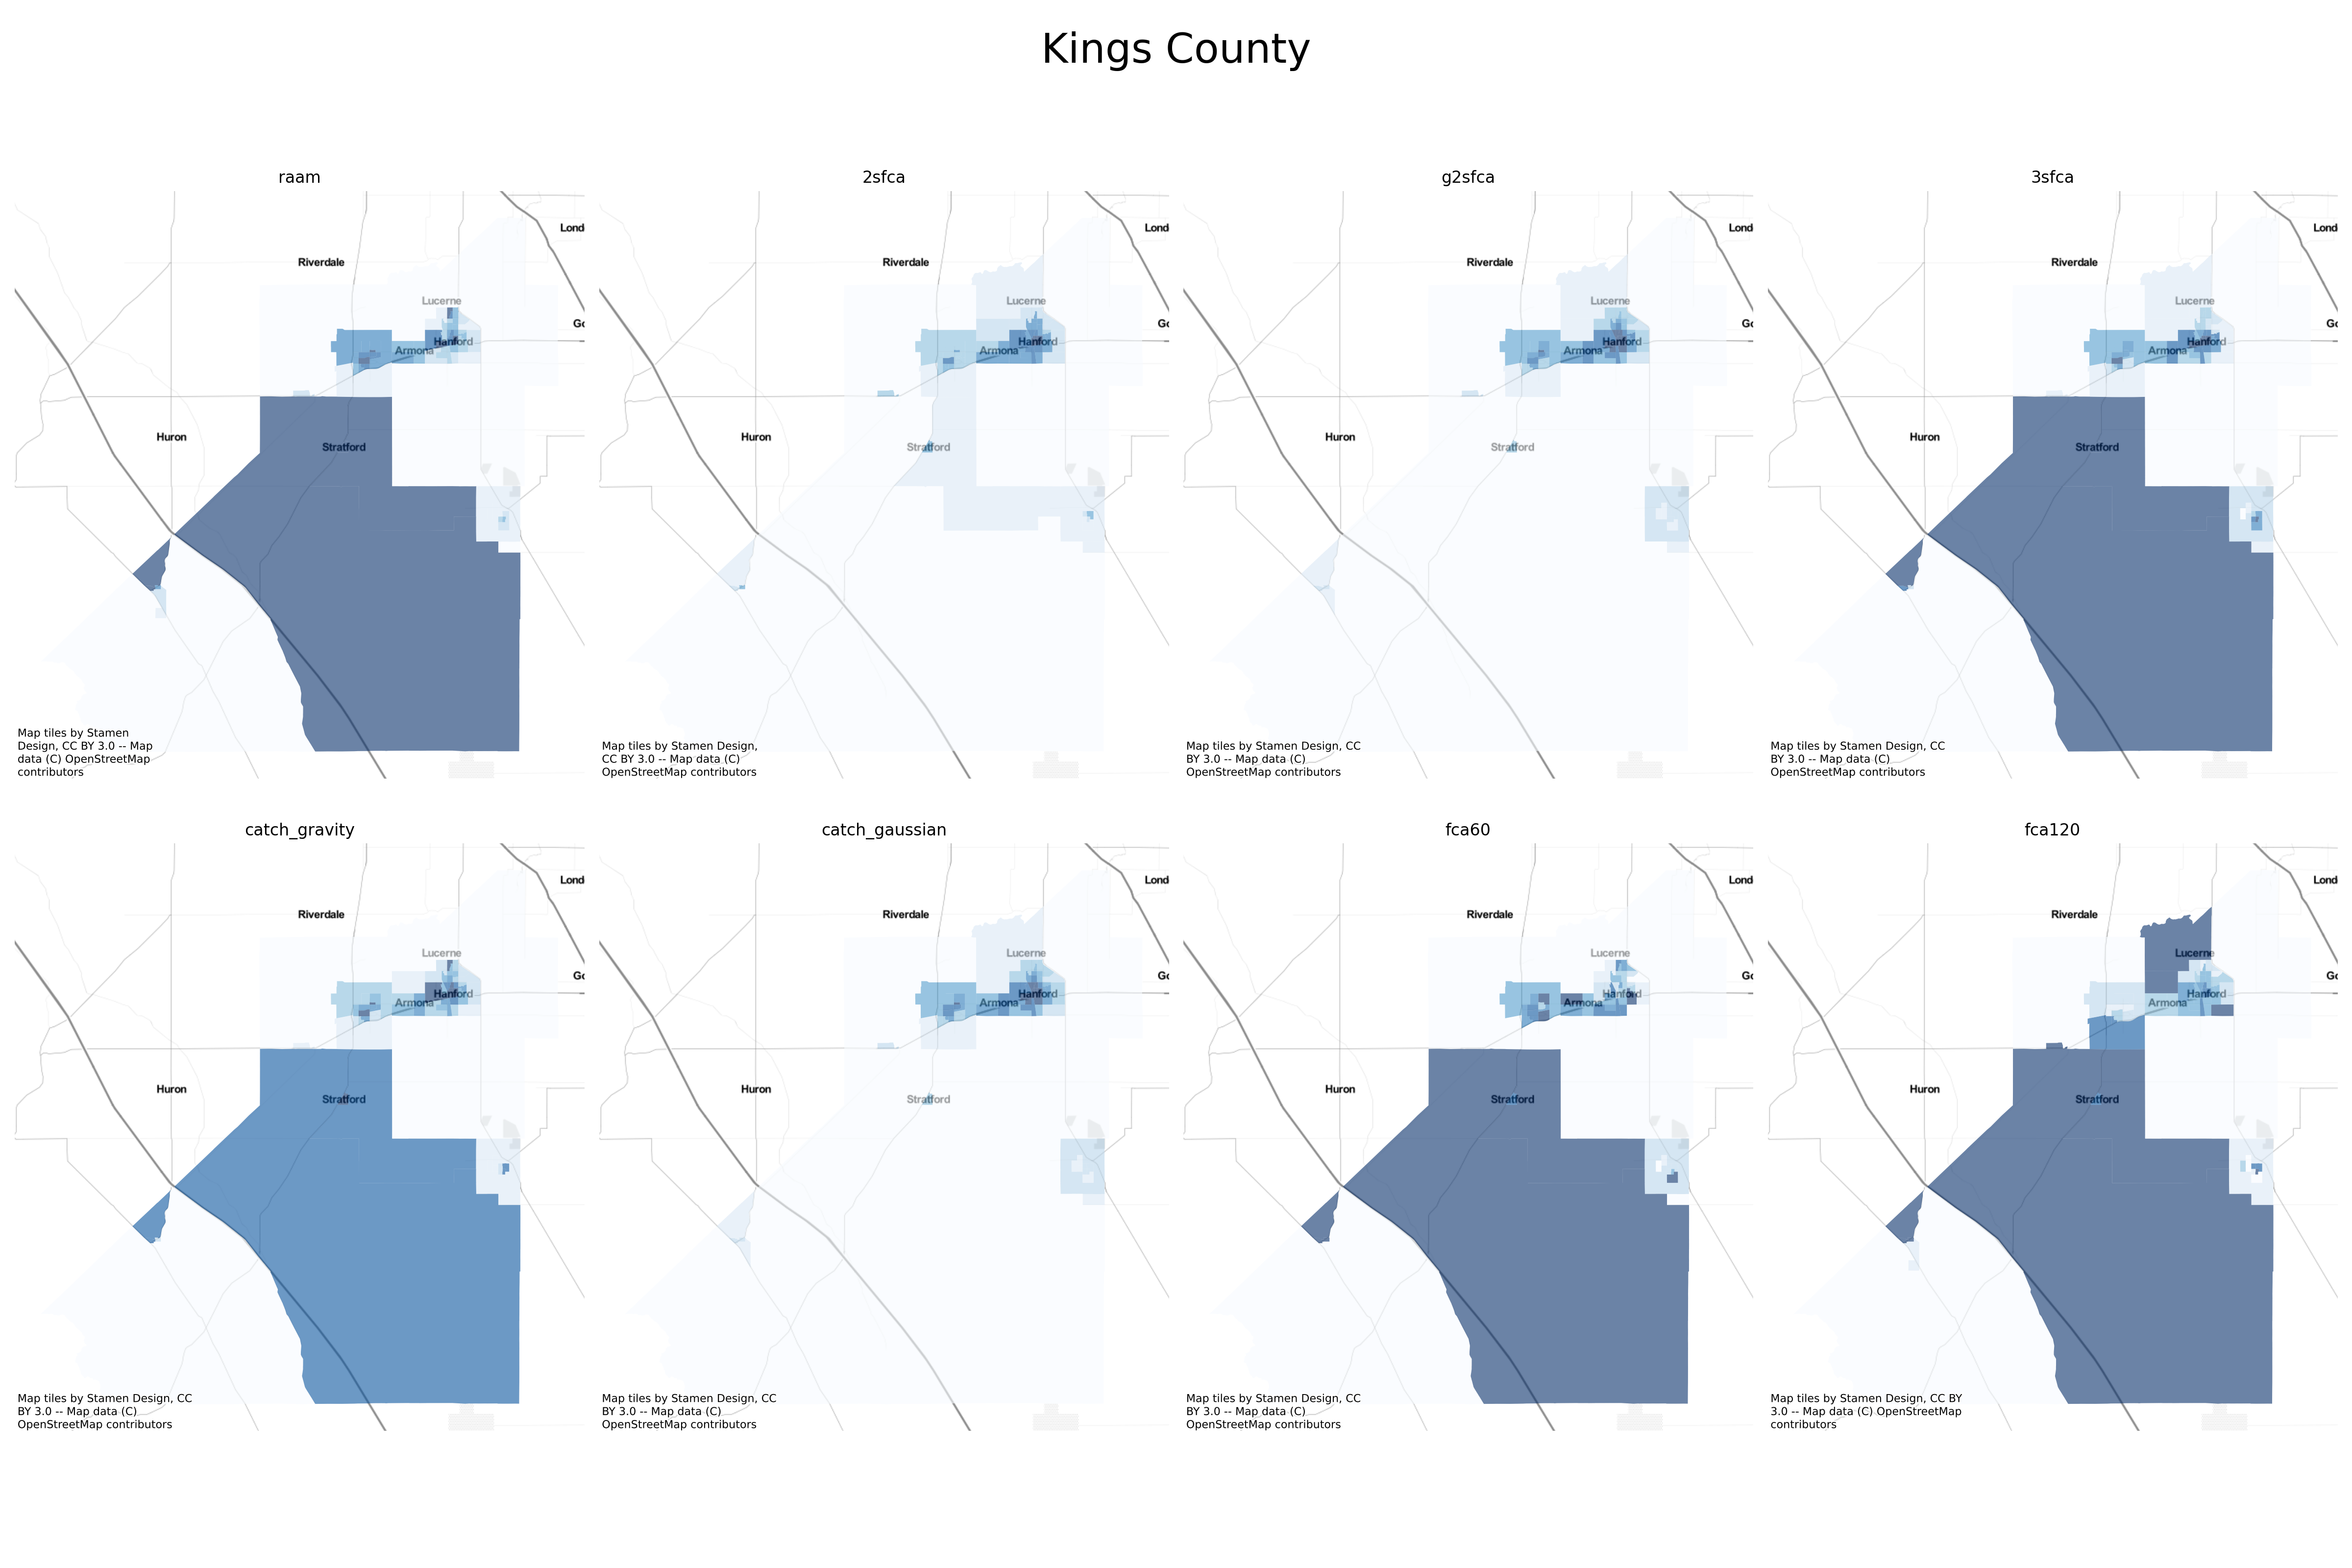 Kings County
raam
Riverdale
Lond
Lucerne
Go
Hanford
Armona
Huron
Stratford
Map tiles by Stamen
Design, CC BY 3.0 -- Map
data (C) OpenStreetMap
contributors
2sfca
Riverdale
Lond
Lucerne
Go
Hanford
Armona
Huron
Stratford
Map tiles by Stamen Design,
CC BY 3.0 -- Map data (C)
OpenStreetMap contributors
g2sfca
Riverdale
Lond
Lucerne
Go
Hanford
Armona
Huron
Stratford
Map tiles by Stamen Design, CC
BY 3.0 -- Map data (C)
OpenStreetMap contributors
3sfca
Riverdale
Lond
Lucerne
Go
Hanford
Armona
Huron
Stratford
Map tiles by Stamen Design, CC
BY 3.0 -- Map data (C)
OpenStreetMap contributors
catch_gravity
Riverdale
Lond
Lucerne
Go
Hanford
Armona
Huron
Stratford
Map tiles by Stamen Design, CC
BY 3.0 -- Map data (C)
OpenStreetMap contributors
catch_gaussian
Riverdale
Lond
Lucerne
Go
Hanford
Armona
Huron
Stratford
Map tiles by Stamen Design, CC
BY 3.0 -- Map data (C)
OpenStreetMap contributors
fca60
Riverdale
Lond
Lucerne
Go
Hanford
Armona
Huron
Stratford
Map tiles by Stamen Design, CC
BY 3.0 -- Map data (C)
OpenStreetMap contributors
fca120
Riverdale
Lond
Lucerne
Go
Hanford
Armona
Huron
Stratford
Map tiles by Stamen Design, CC BY
3.0 -- Map data (C) OpenStreetMap
contributors